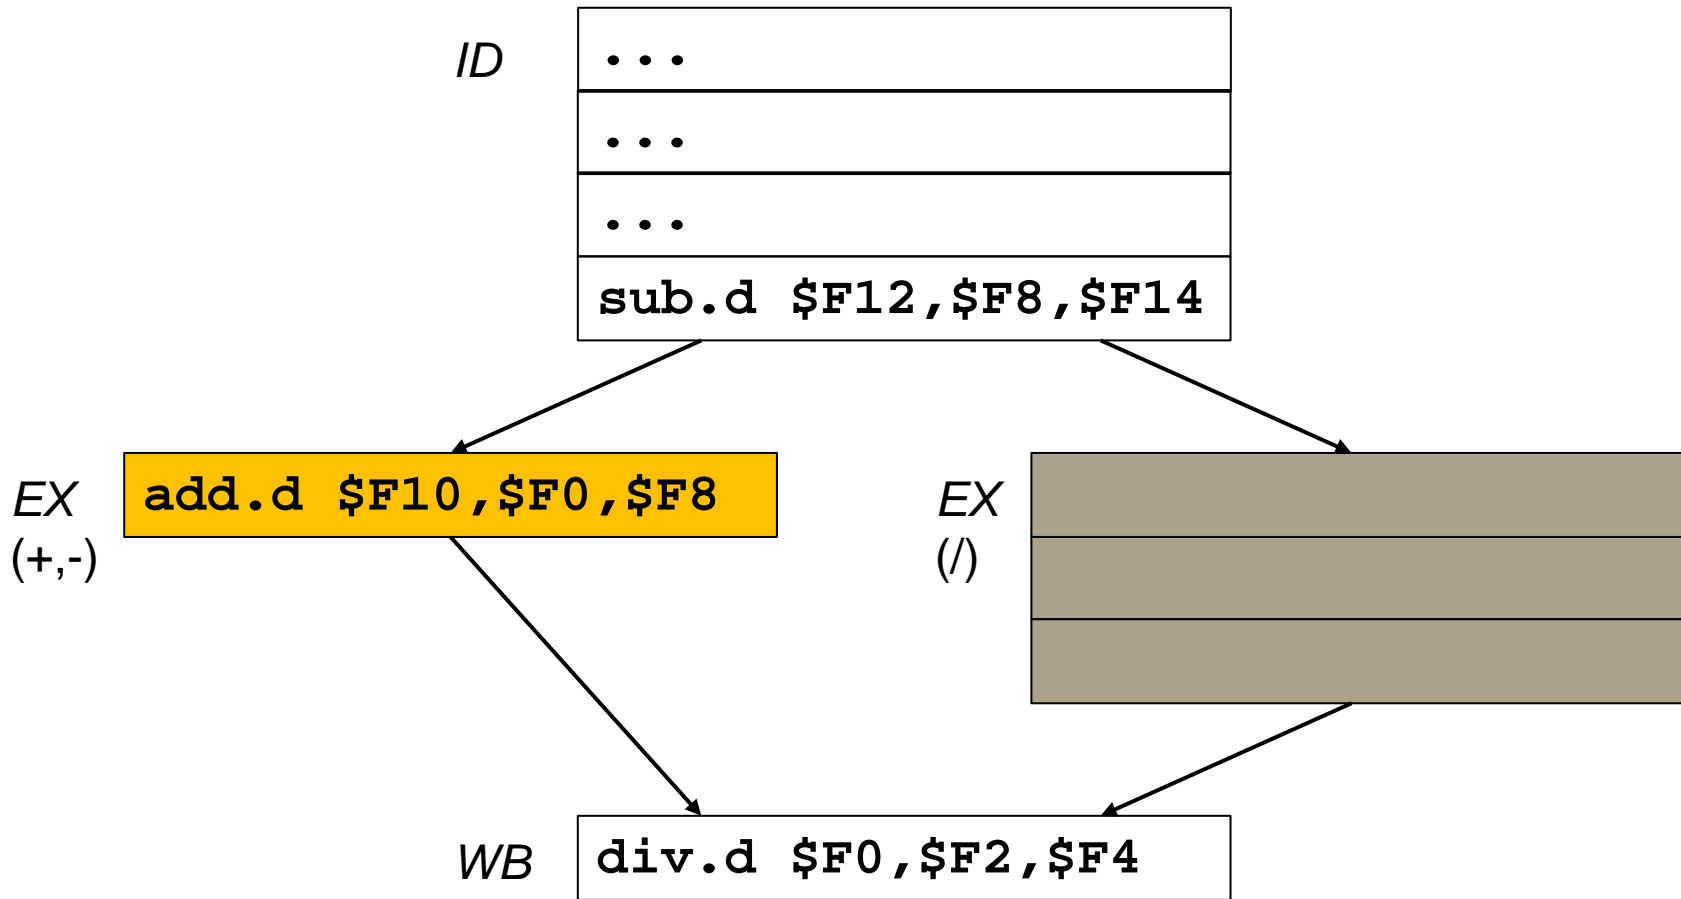 ID
...
...
...
sub.d $F12,$F8,$F14
EX
(+,-)
add.d $F10,$F0,$F8
EX
(/)
WB
div.d $F0,$F2,$F4